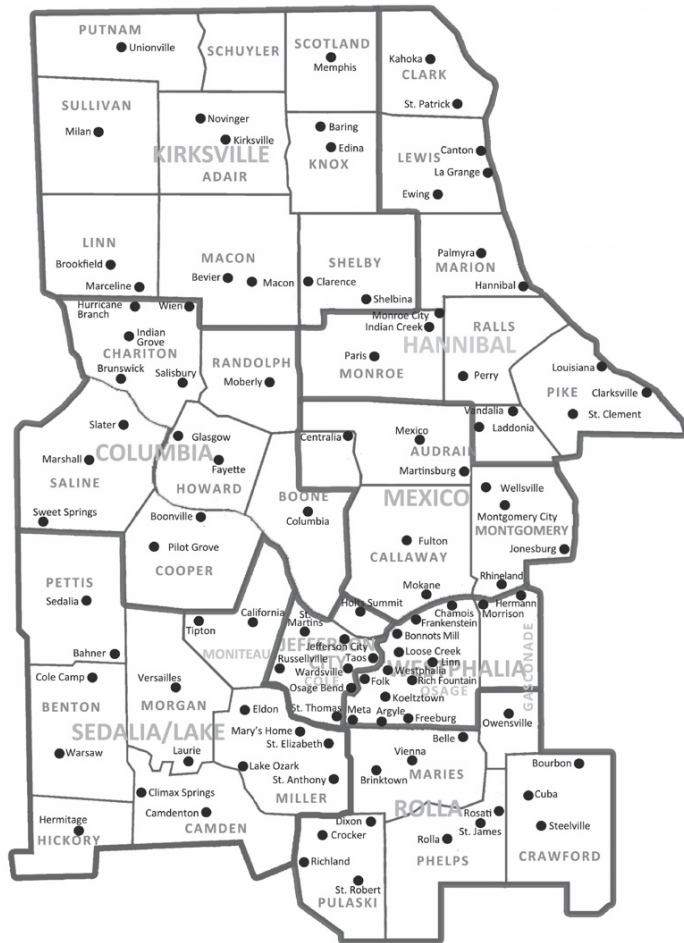 PUTNAM
Unionville
SCHUYLER
SCOTLAND
Memphis
Kahoka
CLARK
St. Patrick
SULLIVAN
Milan
Novinger
Kirksville
KIRKSVILLE
ADAIR
Baring
Edina
KNOX
LEWIS
Canton
La Grange
Ewing
LINN
Brookfield
Marceline
MACON
Bevier
Macon
SHELBY
Clarence
Shelbina
Palmyra
MARION
Hannibal
Hurricane
Branch
Wien
Indian
Grove
CHARITON
Brunswick
Salisbury
RANDOLPH
Moberly
Monroe City
Indian Creek
HANNIBAL
Paris
MONROE
RALLS
Perry
PIKE
Louisiana
Clarksville
St. Clement
Vandalia
Laddonia
Slater
COLUMBIA
Marshall
SALINE
Sweet Springs
Glasgow
Fayette
HOWARD
Centralia
Mexico
AUDRAIN
Martinsburg
MEXICO
BOONE
Columbia
Boonville
Pilot Grove
COOPER
Fulton
CALLAWAY
Mokane
Wellsville
Montgomery City
MONTGOMERY
Jonesburg
Rhineland
PETTIS
Sedalia
Bahner
Tipton
California
MONITEAU
St.
Martins
Holts Summit
JEFFERSON
CITY
COLE
Jefferson City
Taos
Russellville
Wardsville
Osage Bend
St. Thomas
Chamois
Frankenstein
Hermann
Morrison
Bonnots Mill
Loose Creek
Linn
WESTPHALIA
Westphalia
Rich Fountain
OSAGE
Folk
Koeltztown
Meta
Argyle
Freeburg
GASCONADE
Owensville
Cole Camp
BENTON
Warsaw
Versailles
MORGAN
SEDALIA/LAKE
Laurie
Eldon
Mary's Home
St. Elizabeth
Lake Ozark
St. Anthony
MILLER
Belle
Vienna
Brinktown
MARIES
ROLLA
Bourbon
Cuba
Steelville
CRAWFORD
Hermitage
HICKORY
Climax Springs
Camdenton
CAMDEN
Dixon
Crocker
Richland
St. Robert
PULASKI
Rosati
St. James
Rolla
PHELPS